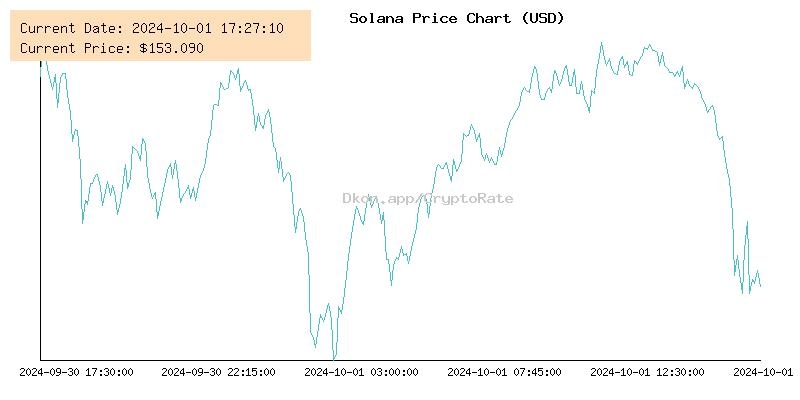 Solana Price Chart (USD)
Current Date: 2024-10-01 17:27:10
Current Price: $153.090
Dkon.app/CryptoRate
2024-09-30 17:30:00
2024-09-30 22:15:00
2024-10-01 03:00:00
2024-10-01 07:45:00
2024-10-01 12:30:00
2024-10-01